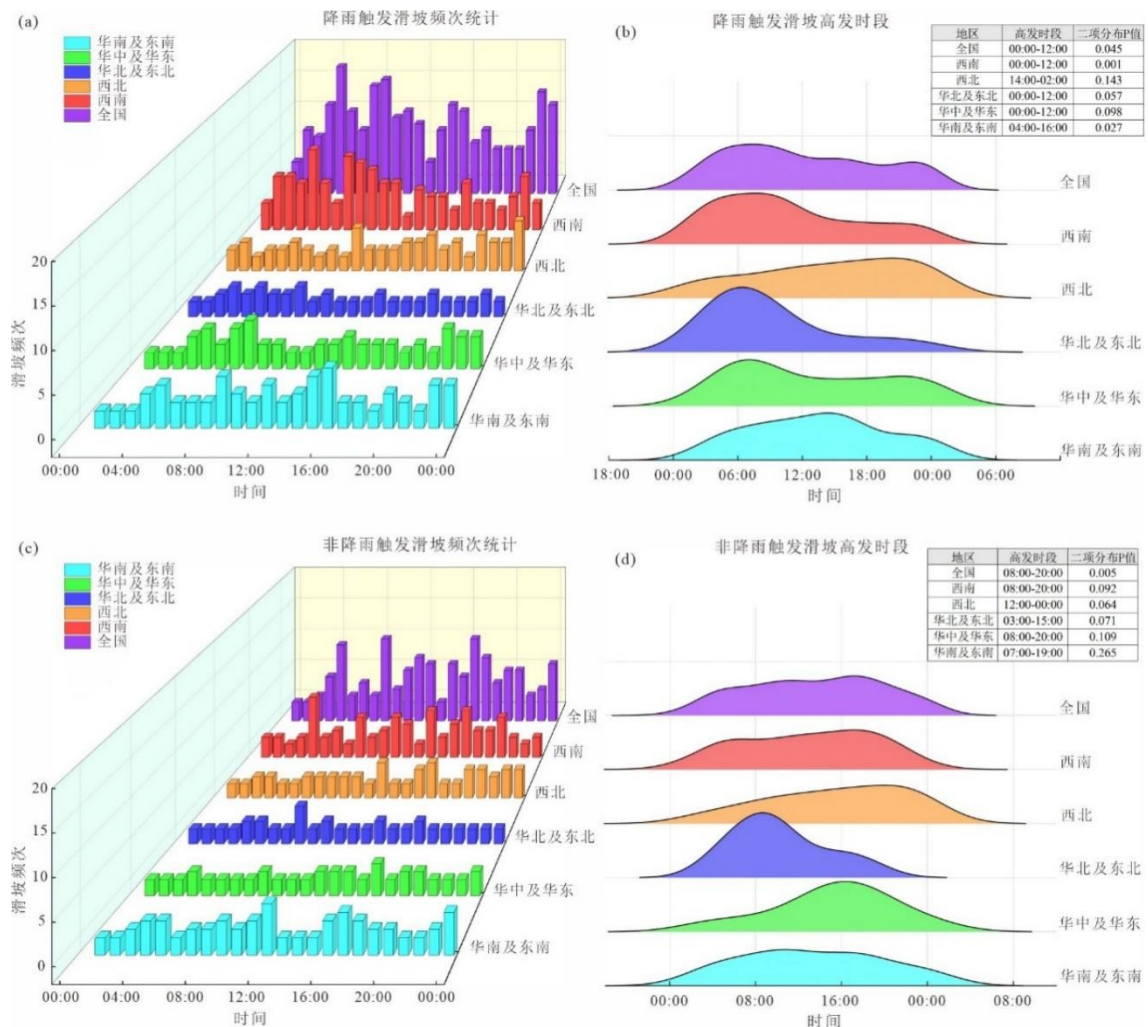 (a)
降雨触发滑坡频次统计
华南及东南
华中及华东
华北及东北
西北
西南
全国
全国
西南
西北
华北及东北
华中及华东
华南及东南
滑坡频次
20
15
10
5
0
00:00 04:00 08:00 12:00 16:00 20:00 00:00
时间
(b)
降雨触发滑坡高发时段
地区 高发时段 二项分布P值
全国 00:00-12:00 0.045
西南 00:00-12:00 0.001
西北 14:00-02:00 0.143
华北及东北 00:00-12:00 0.057
华中及华东 00:00-12:00 0.098
华南及东南 04:00-16:00 0.027
全国
西南
西北
华北及东北
华中及华东
华南及东南
18:00 00:00 06:00 12:00 18:00 00:00 06:00
时间
(c)
非降雨触发滑坡频次统计
华南及东南
华中及华东
华北及东北
西北
西南
全国
全国
西南
西北
华北及东北
华中及华东
华南及东南
滑坡频次
20
15
10
5
0
00:00 04:00 08:00 12:00 16:00 20:00 00:00
时间
(d)
非降雨触发滑坡高发时段
地区 高发时段 二项分布P值
全国 08:00-20:00 0.005
西南 08:00-20:00 0.092
西北 12:00-00:00 0.064
华北及东北 03:00-15:00 0.071
华中及华东 08:00-20:00 0.109
华南及东南 07:00-19:00 0.265
全国
西南
西北
华北及东北
华中及华东
华南及东南
00:00 08:00 16:00 00:00 08:00
时间